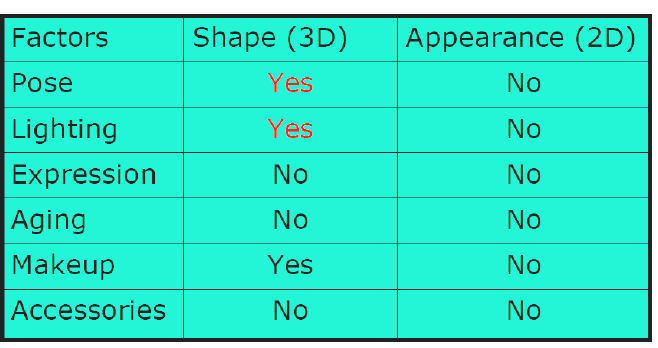 Factors Shape (3D) Appearance (2D)
Pose Yes No
Lighting Yes No
Expression No No
Aging No No
Makeup Yes No
Accessories No No